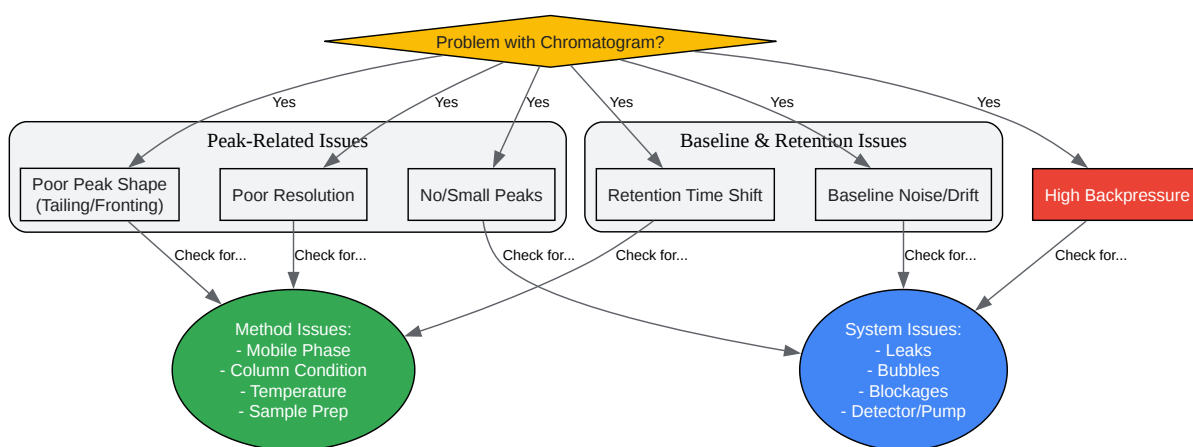 Problem with Chromatogram?
Yes
Yes
Yes
Yes
Yes
Yes
Peak-Related Issues
Baseline & Retention Issues
Poor Peak Shape
(Tailing/Fronting)
Poor Resolution
No/Small Peaks
Retention Time Shift
Baseline Noise/Drift
High Backpressure
Check for...
Check for...
Check for...
Check for...
Check for...
Check for...
Method Issues:
- Mobile Phase
- Column Condition
- Temperature
- Sample Prep
System Issues:
- Leaks
- Bubbles
- Blockages
- Detector/Pump